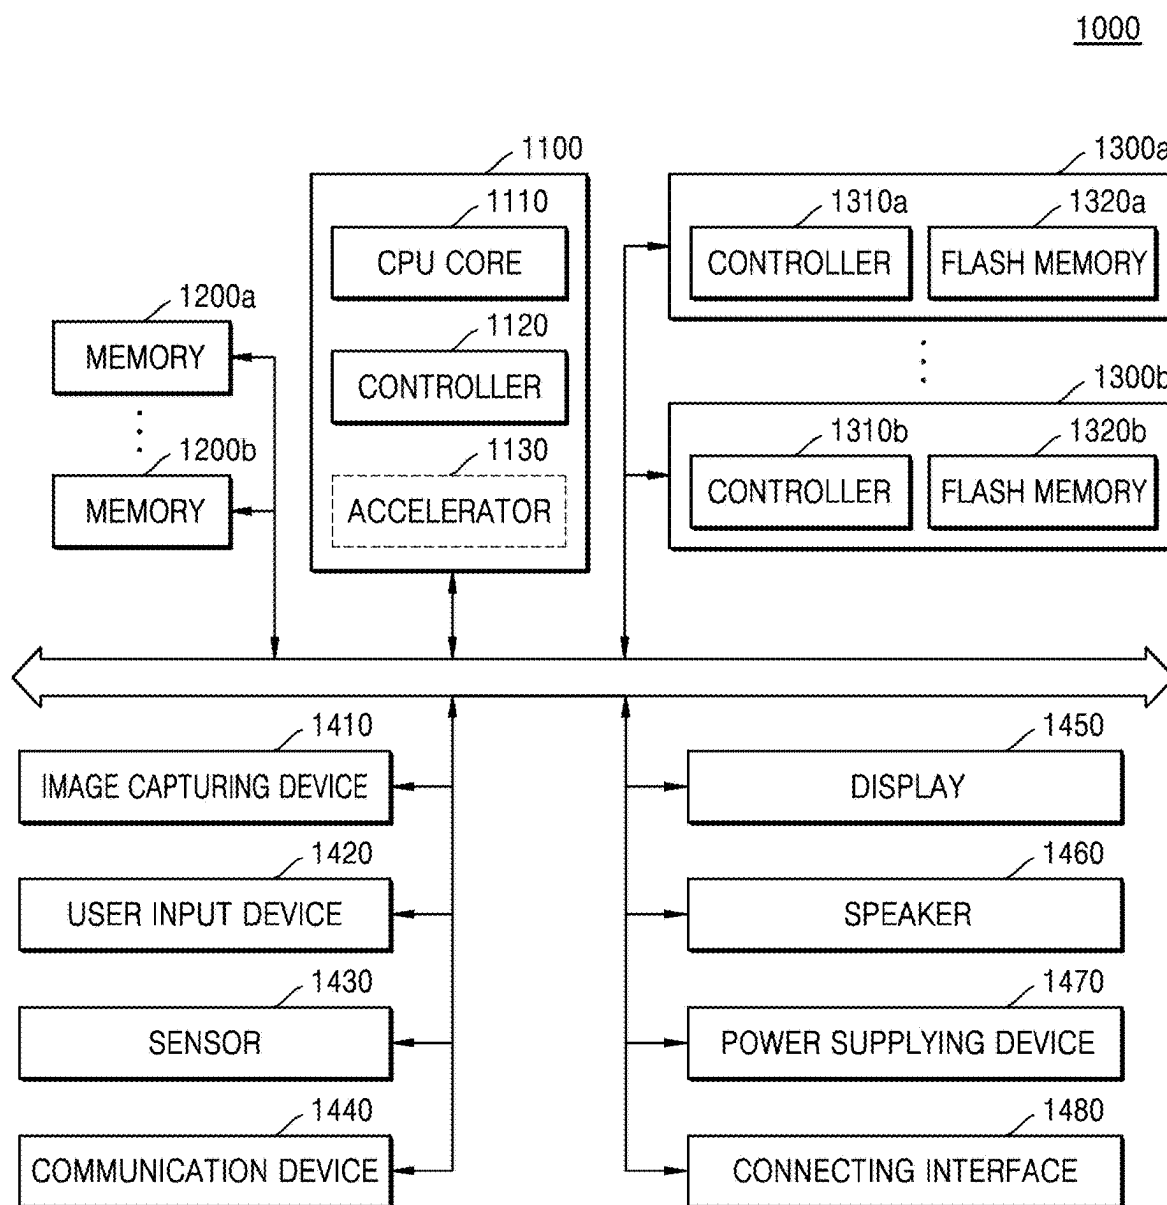 1000
1100
1110
CPU CORE
1120
CONTROLLER
1130
ACCELERATOR
1200a
MEMORY
1200b
MEMORY
1300a
1310a
CONTROLLER
1320a
FLASH MEMORY
1300b
1310b
CONTROLLER
1320b
FLASH MEMORY
1410
IMAGE CAPTURING DEVICE
1420
USER INPUT DEVICE
1430
SENSOR
1440
COMMUNICATION DEVICE
1450
DISPLAY
1460
SPEAKER
1470
POWER SUPPLYING DEVICE
1480
CONNECTING INTERFACE